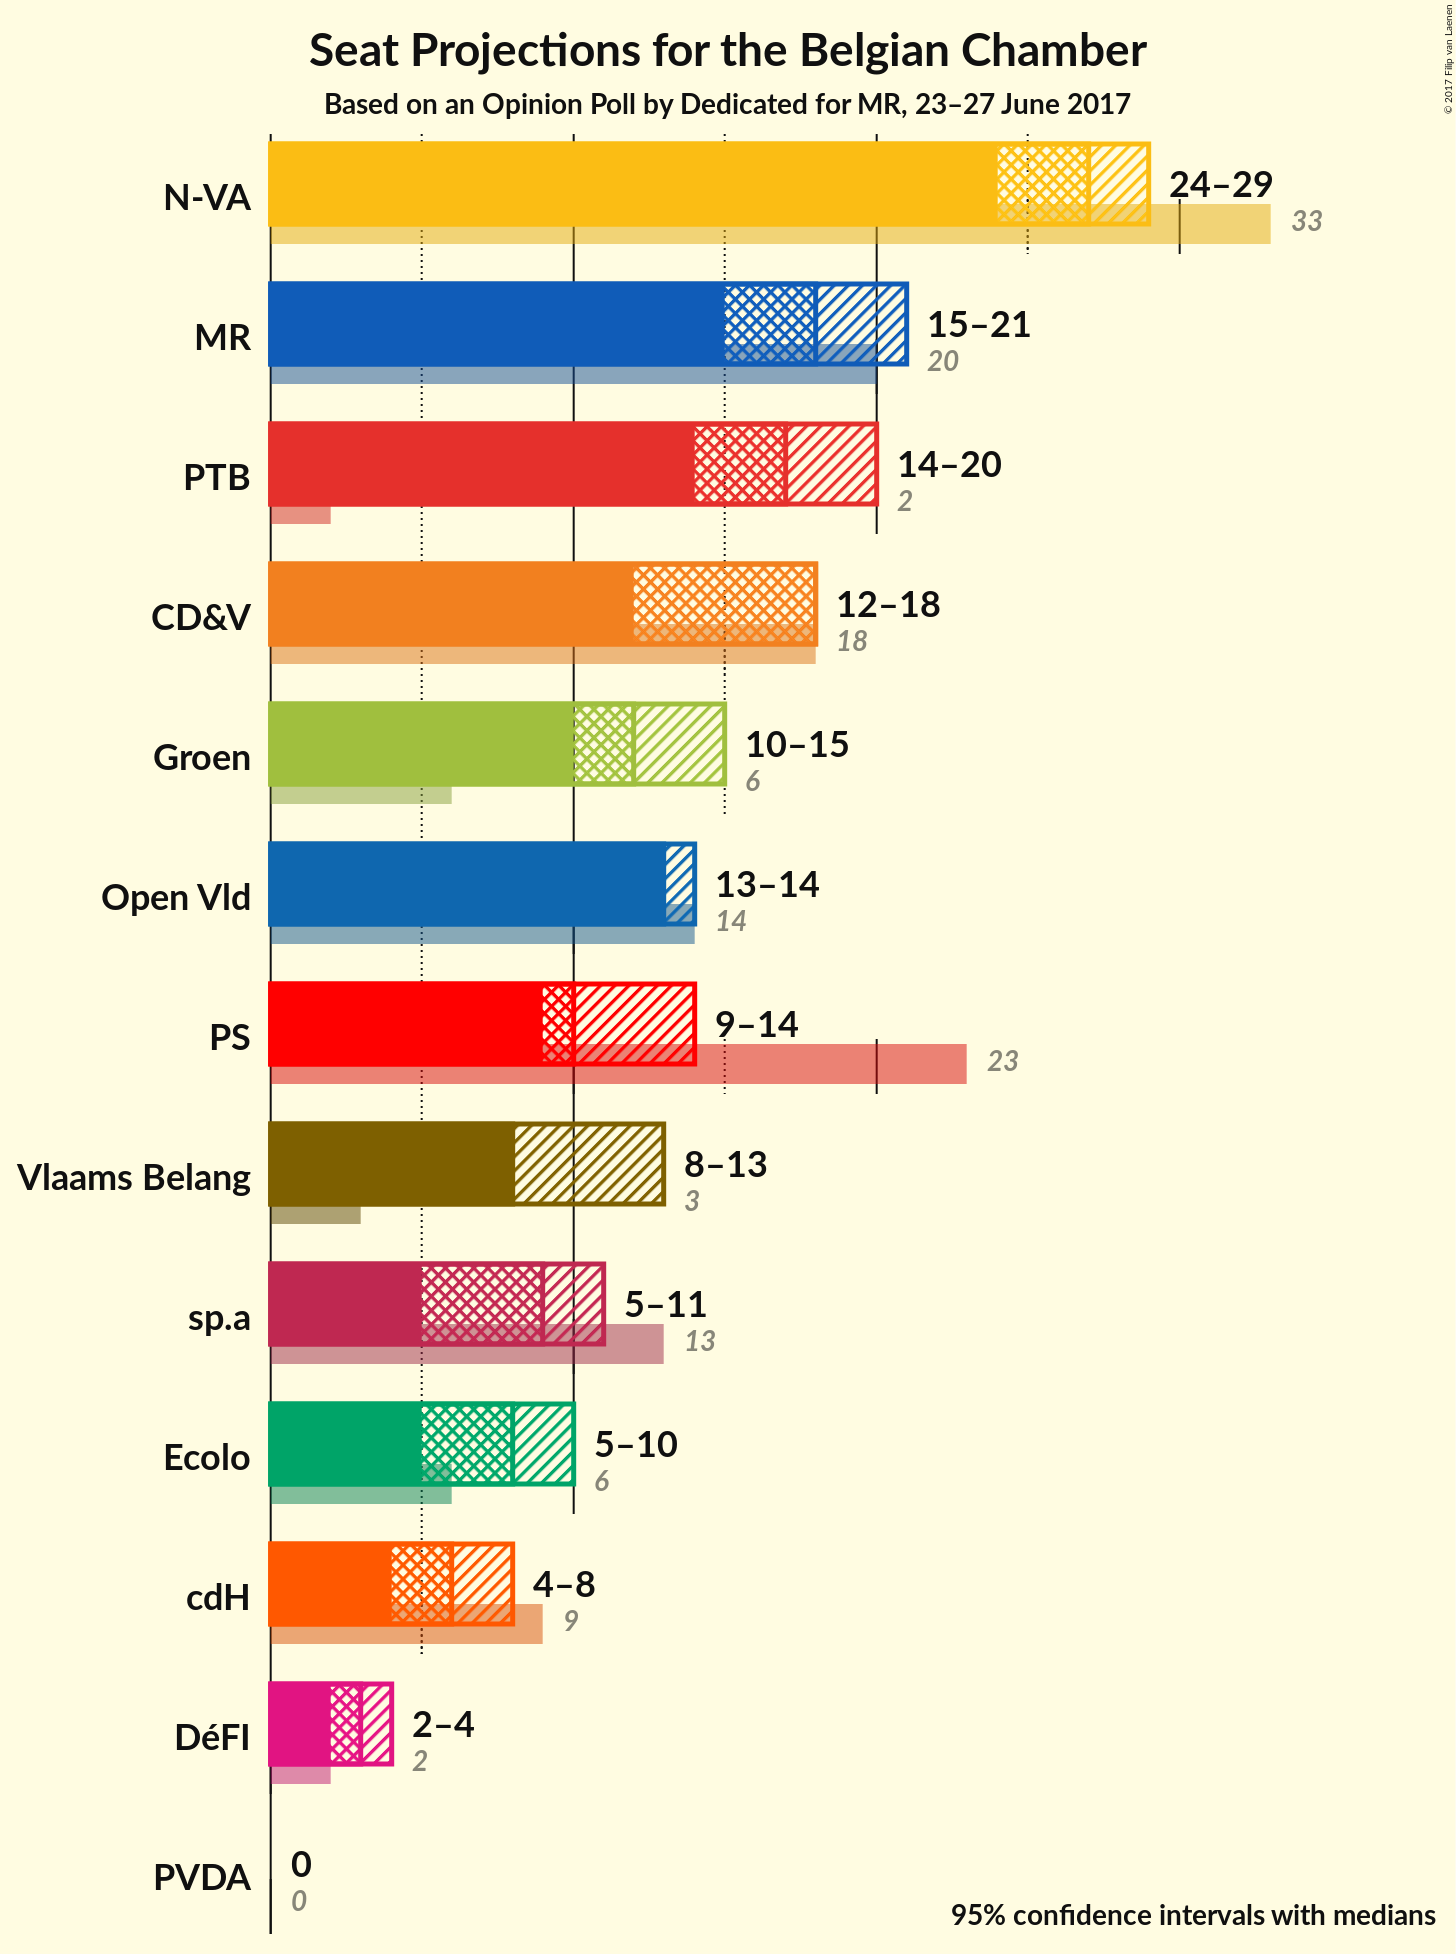 Seat Projections for the Belgian Chamber
Based on an Opinion Poll by Dedicated for MR, 23–27 June 2017
© 2017 Filip van Laenen
N-VA
24–29
33
MR
15–21
20
PTB
14–20
2
CD&V
12–18
18
Groen
10–15
6
Open Vld
13–14
14
PS
9–14
23
Vlaams Belang
8–13
3
sp.a
5–11
13
Ecolo
5–10
6
cdH
4–8
9
DéFI
2–4
2
PVDA
0
0
95% confidence intervals with medians